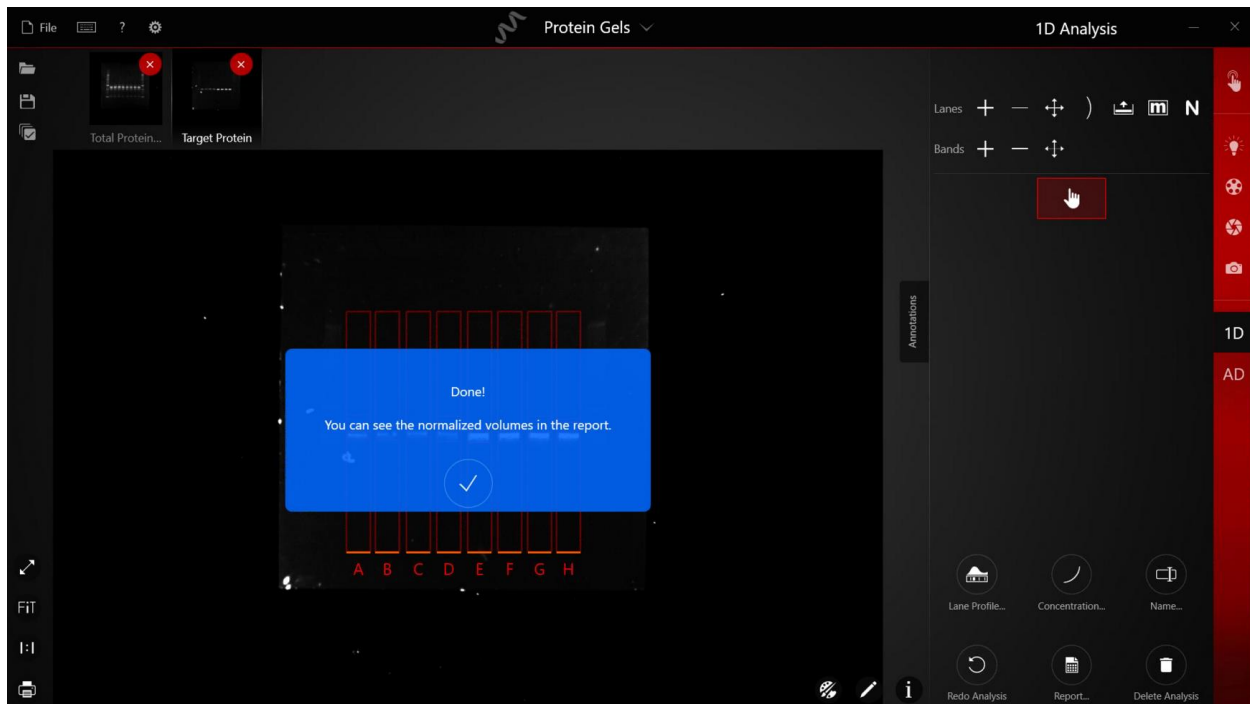 File
?
Protein Gels
1D Analysis
Total Protein...
Target Protein
Lanes
m
N
Bands
Annotations
1D
AD
Done!
You can see the normalized volumes in the report.
A B C D E F G H
FiT
1:1
i
Lane Profile...
Concentration...
Name...
Redo Analysis
Report...
Delete Analysis